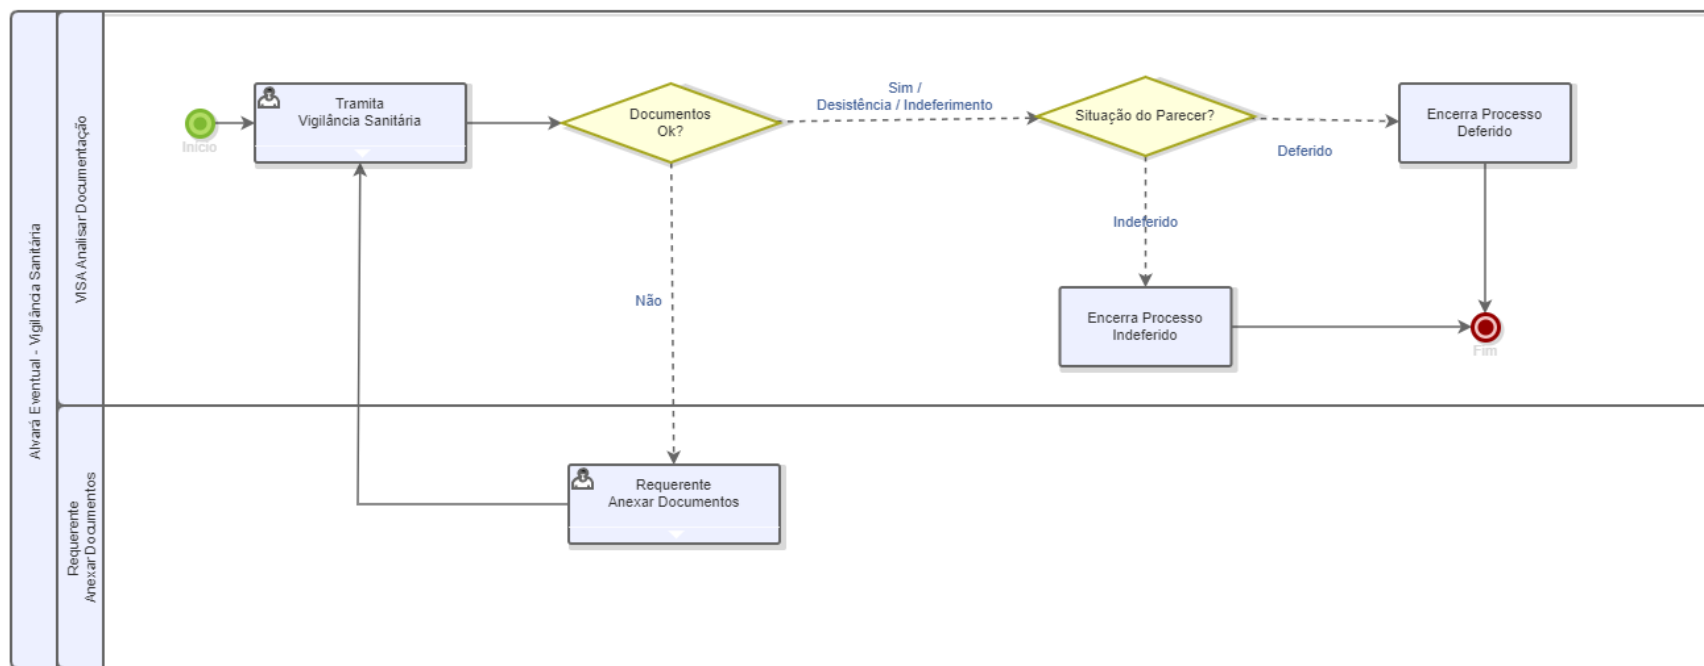 Alvará Eventual - Vigilânda Sanitária
VISA Analisar Documentação
Início
Tramita
Vigilância Sanitária
Documentos
Ok?
Sim /
Desistência / Indeferimento
Situação do Parecer?
Deferido
Encerra Processo
Deferido
Indeferido
Não
Encerra Processo
Indeferido
Fim
Requerente
Anexar Documentos
Requerente
Anexar Documentos